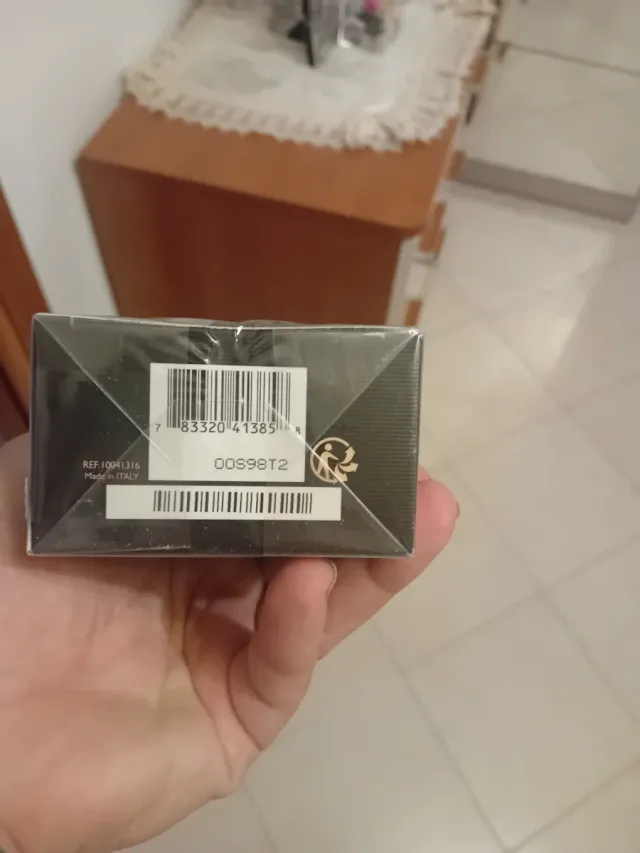 7 83320 41385 8
00S98T2
REF.10041316
Made in ITALY